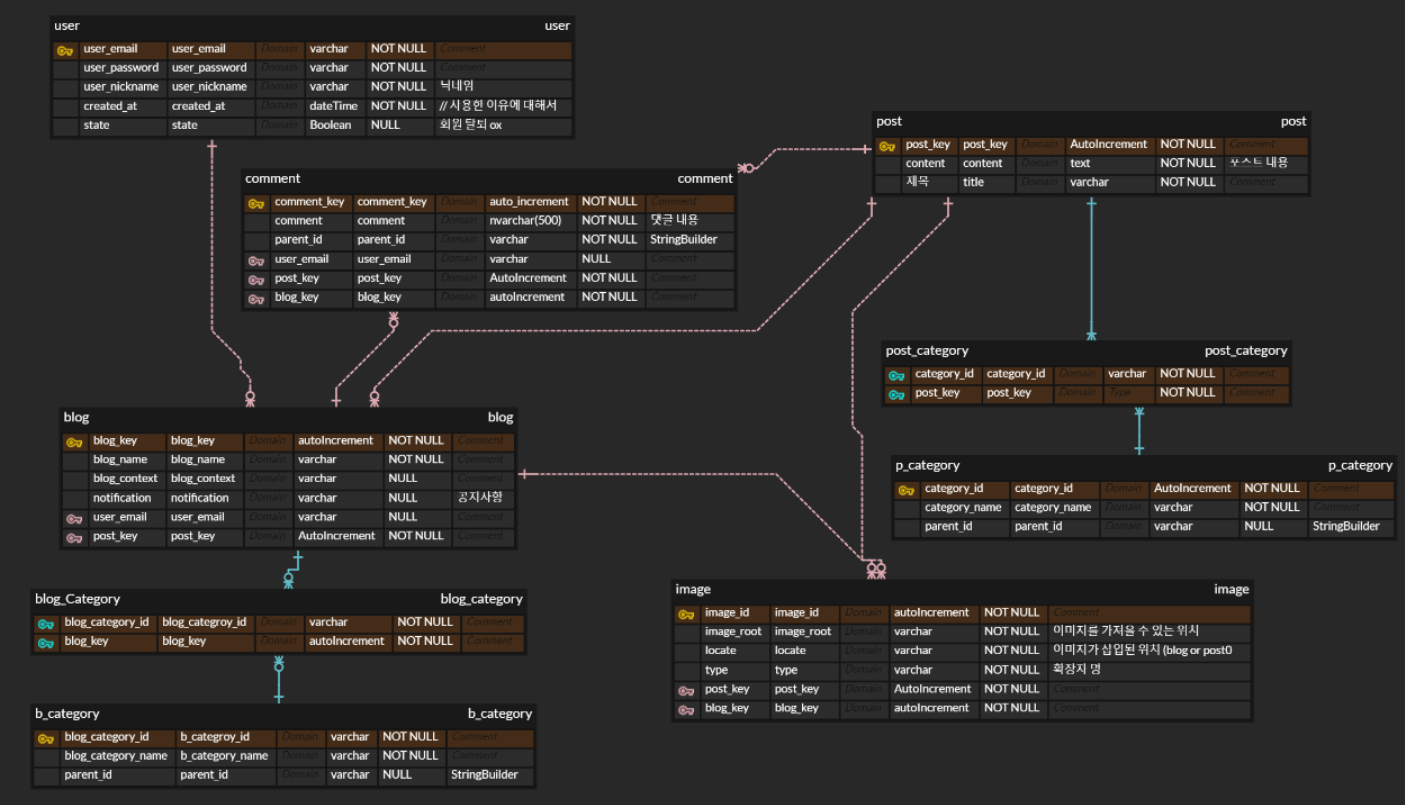 user user
user_email user_email Domain varchar NOT NULL Comment
user_password user_password Domain varchar NOT NULL Comment
user_nickname user_nickname Domain varchar NOT NULL 닉네임
created_at created_at Domain dateTime NOT NULL // 사용한 이유에 대해서
state state Domain Boolean NULL 회원 탈퇴 ox
post post
post_key post_key Domain AutoIncrement NOT NULL Comment
content content Domain text NOT NULL 포스트 내용
제목 title Domain varchar NOT NULL Comment
comment comment
comment_key comment_key Domain auto_increment NOT NULL Comment
comment comment Domain nvarchar(500) NOT NULL 댓글 내용
parent_id parent_id Domain varchar NOT NULL StringBuilder
user_email user_email Domain varchar NULL Comment
post_key post_key Domain AutoIncrement NOT NULL Comment
blog_key blog_key Domain autoIncrement NOT NULL Comment
post_category post_category
category_id category_id Domain varchar NOT NULL Comment
post_key post_key Domain Type NOT NULL Comment
blog blog
blog_key blog_key Domain autoIncrement NOT NULL Comment
blog_name blog_name Domain varchar NOT NULL Comment
blog_context blog_context Domain varchar NULL Comment
notification notification Domain varchar NULL 공지사항
user_email user_email Domain varchar NULL Comment
post_key post_key Domain AutoIncrement NOT NULL Comment
p_category p_category
category_id category_id Domain AutoIncrement NOT NULL Comment
category_name category_name Domain varchar NOT NULL Comment
parent_id parent_id Domain varchar NULL StringBuilder
blog_Category blog_category
blog_category_id blog_categroy_id Domain varchar NOT NULL Comment
blog_key blog_key Domain autoIncrement NOT NULL Comment
image image
image_id image_id Domain autoIncrement NOT NULL Comment
image_root image_root Domain varchar NOT NULL 이미지를 가져올 수 있는 위치
locate locate Domain varchar NOT NULL 이미지가 삽입된 위치 (blog or post0
type type Domain varchar NOT NULL 확장자 명
post_key post_key Domain AutoIncrement NOT NULL Comment
blog_key blog_key Domain autoIncrement NOT NULL Comment
b_category b_category
blog_category_id b_categroy_id Domain varchar NOT NULL Comment
blog_category_name b_category_name Domain varchar NOT NULL Comment
parent_id parent_id Domain varchar NULL StringBuilder